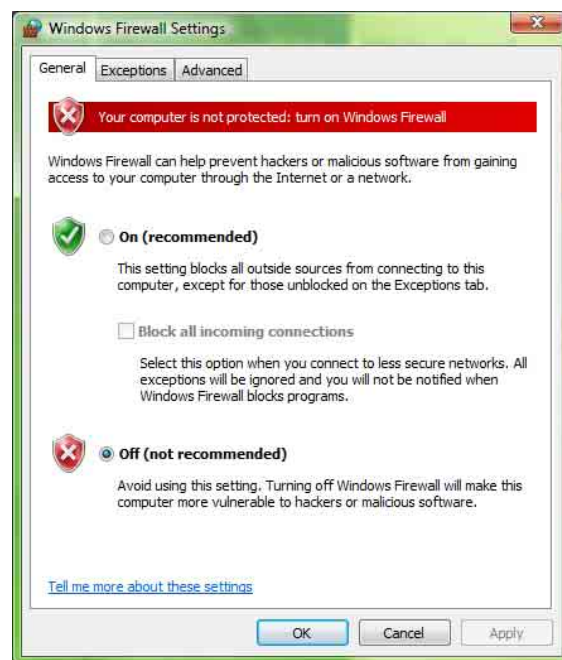 Windows Firewall Settings
General Exceptions Advanced
Your computer is not protected: turn on Windows Firewall
Windows Firewall can help prevent hackers or malicious software from gaining
access to your computer through the Internet or a network.
On (recommended)
This setting blocks all outside sources from connecting to this
computer, except for those unblocked on the Exceptions tab.
Block all incoming connections
Select this option when you connect to less secure networks. All
exceptions will be ignored and you will not be notified when
Windows Firewall blocks programs.
Off (not recommended)
Avoid using this setting. Turning off Windows Firewall will make this
computer more vulnerable to hackers or malicious software.
Tell me more about these settings
OK Cancel Apply